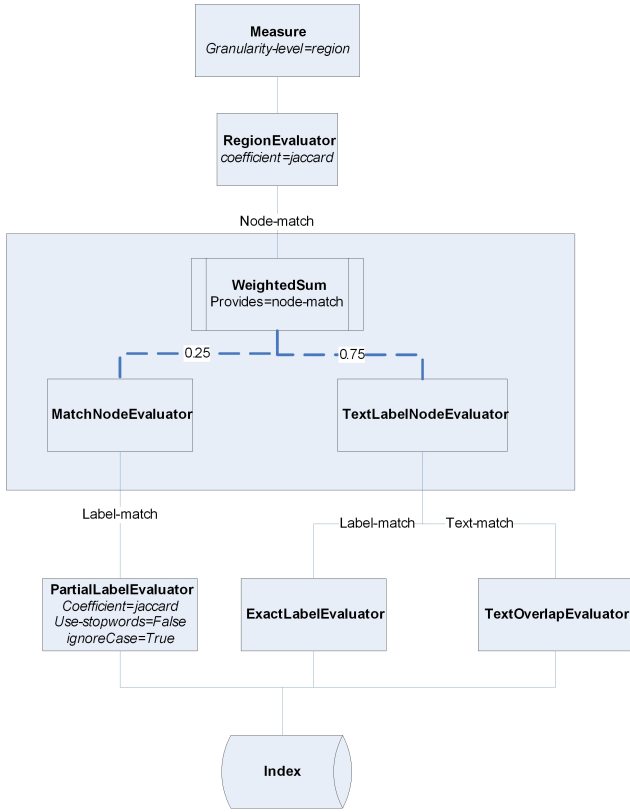 Measure
Granularity-level=region
RegionEvaluator
coefficient=jaccard
Node-match
WeightedSum
Provides=node-match
0.25
0.75
MatchNodeEvaluator
TextLabelNodeEvaluator
Label-match
Label-match
Text-match
PartialLabelEvaluator
Coefficient=jaccard
Use-stopwords=False
ignoreCase=True
ExactLabelEvaluator
TextOverlapEvaluator
Index